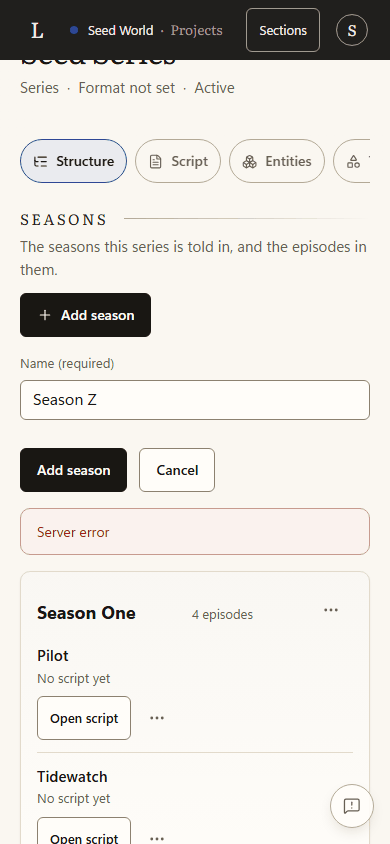 L
Seed World · Projects
Sections
S
Seed Series
Series · Format not set · Active
Structure
Script
Entities
SEASONS
The seasons this series is told in, and the episodes in
them.
+ Add season
Name (required)
Season Z
Add season
Cancel
Server error
Season One
4 episodes
...
Pilot
No script yet
Open script
...
Tidewatch
No script yet
Open script
...